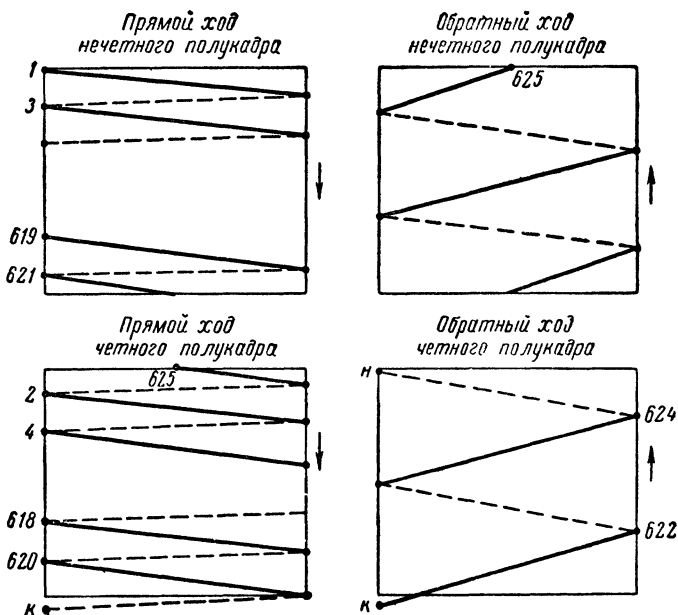 Прямой ход
нечетного полукадра
1
3
619
621
Обратный ход
нечетного полукадра
625
Прямой ход
четного полукадра
625
2
4
618
620
к
Обратный ход
четного полукадра
н
624
622
к